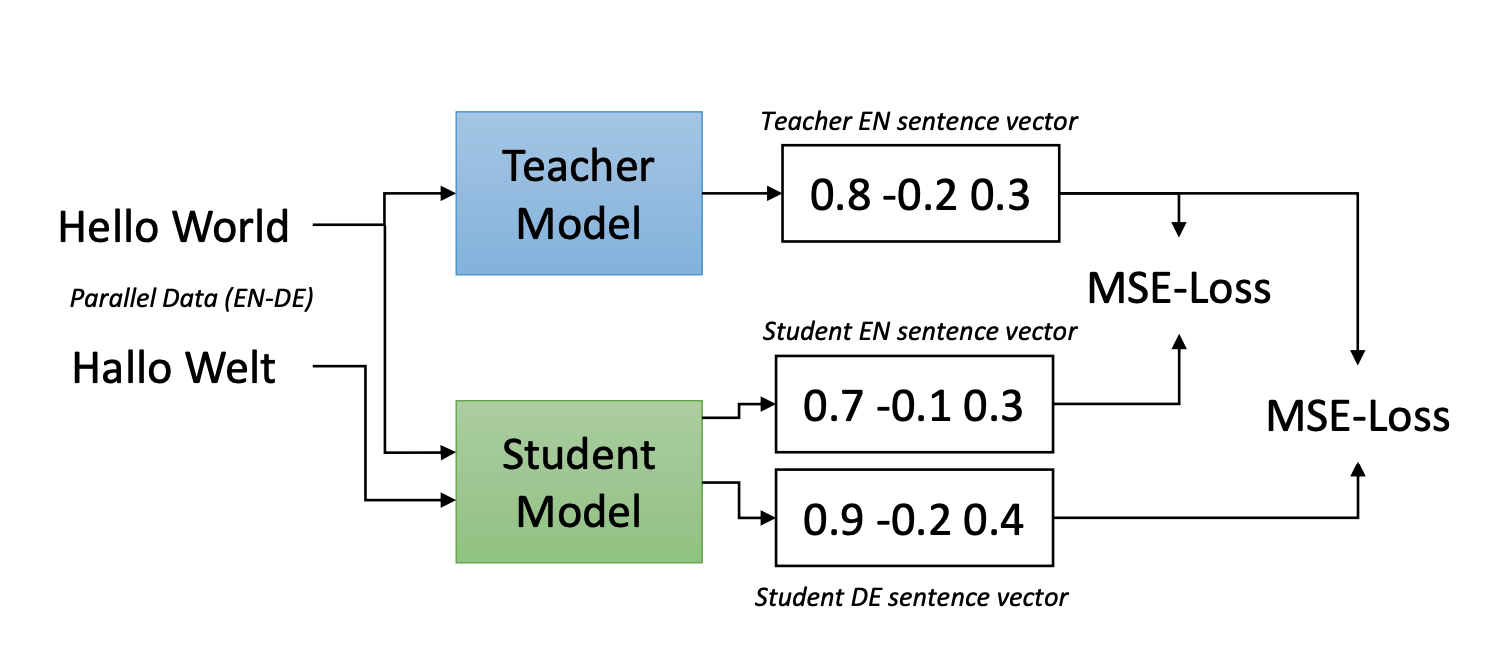 Teacher EN sentence vector
Teacher
Model
0.8 -0.2 0.3
Hello World
Parallel Data (EN-DE)
Hallo Welt
MSE-Loss
Student EN sentence vector
0.7 -0.1 0.3
MSE-Loss
Student
Model
0.9 -0.2 0.4
Student DE sentence vector